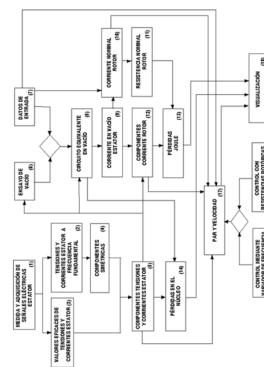 MEDIDA Y ADQUISICIÓN DE
SEÑALES ELÉCTRICAS
ESTATOR
(1)
TENSIONES Y
CORRIENTES ESTATOR A
FRECUENCIA
FUNDAMENTAL
(2)
VALORES EFICACES DE
TENSIONES Y
CORRIENTES ESTATOR
(3)
COMPONENTES
SIMÉTRICAS
(4)
COMPONENTES TENSIONES
Y CORRIENTES ESTATOR
(5)
ENSAYO DE
VACÍO
(6)
DATOS DE
ENTRADA
(7)
CIRCUITO EQUIVALENTE
EN VACÍO
(8)
CORRIENTE EN VACÍO
ESTATOR
(9)
CORRIENTE NOMINAL
ROTOR
(10)
RESISTENCIA NOMINAL
ROTOR
(11)
COMPONENTES
CORRIENTE ROTOR
(12)
PÉRDIDAS
JOULE
(13)
PÉRDIDAS EN EL
NÚCLEO
(14)
PAR Y VELOCIDAD
(17)
VISUALIZACIÓN
CONTROL MEDIANTE
CONTROL CON